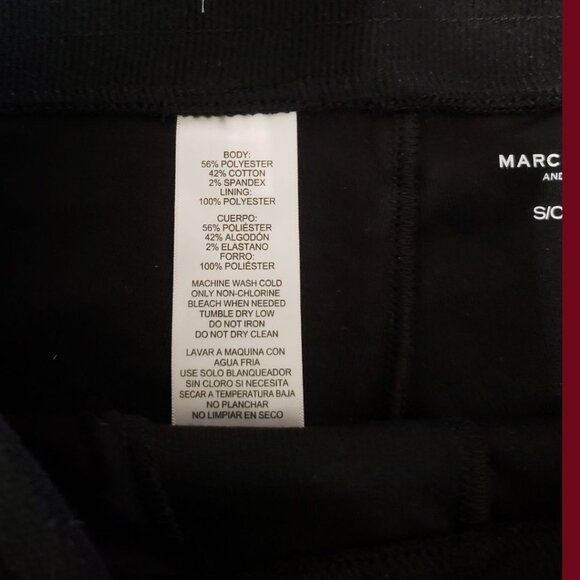 BODY:
56% POLYESTER
42% COTTON
2% SPANDEX
LINING:
100% POLYESTER
CUERPO:
56% POLIÉSTER
42% ALGODÓN
2% ELASTANO
FORRO:
100% POLIÉSTER
MACHINE WASH COLD
ONLY NON-CHLORINE
BLEACH WHEN NEEDED
TUMBLE DRY LOW
DO NOT IRON
DO NOT DRY CLEAN
LAVAR A MAQUINA CON
AGUA FRIA
USE SOLO BLANQUEADOR
SIN CLORO SI NECESITA
SECAR A TEMPERATURA BAJA
NO PLANCHAR
NO LIMPIAR EN SECO
MARC
AND
S/C